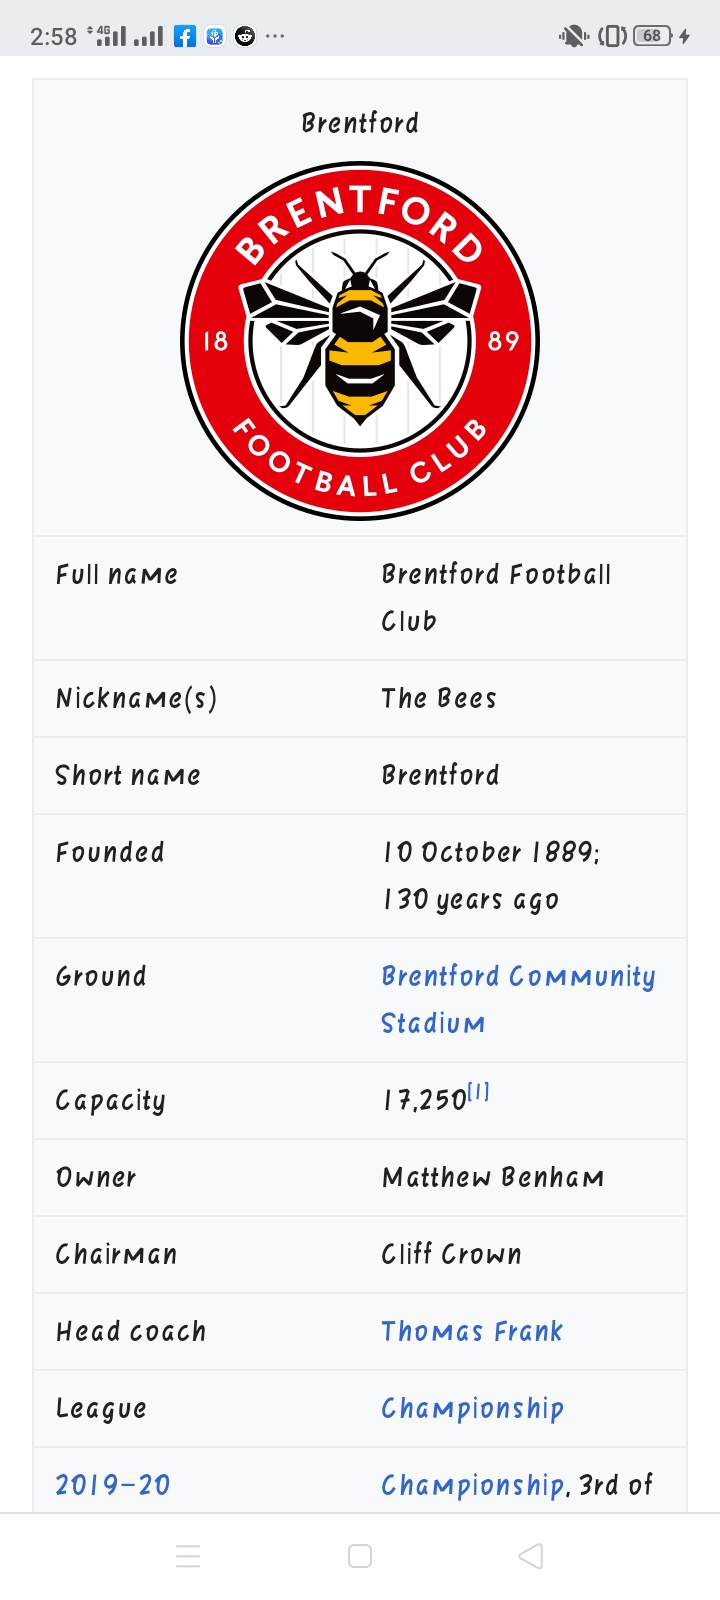 2:58 4G 68
Brentford
BRENTFORD
18 89
FOOTBALL CLUB
Full name Brentford Football
Club
Nickname(s) The Bees
Short name Brentford
Founded 10 October 1889;
130 years ago
Ground Brentford Community
Stadium
Capacity 17,250[1]
Owner Matthew Benham
Chairman Cliff Crown
Head coach Thomas Frank
League Championship
2019–20 Championship, 3rd of